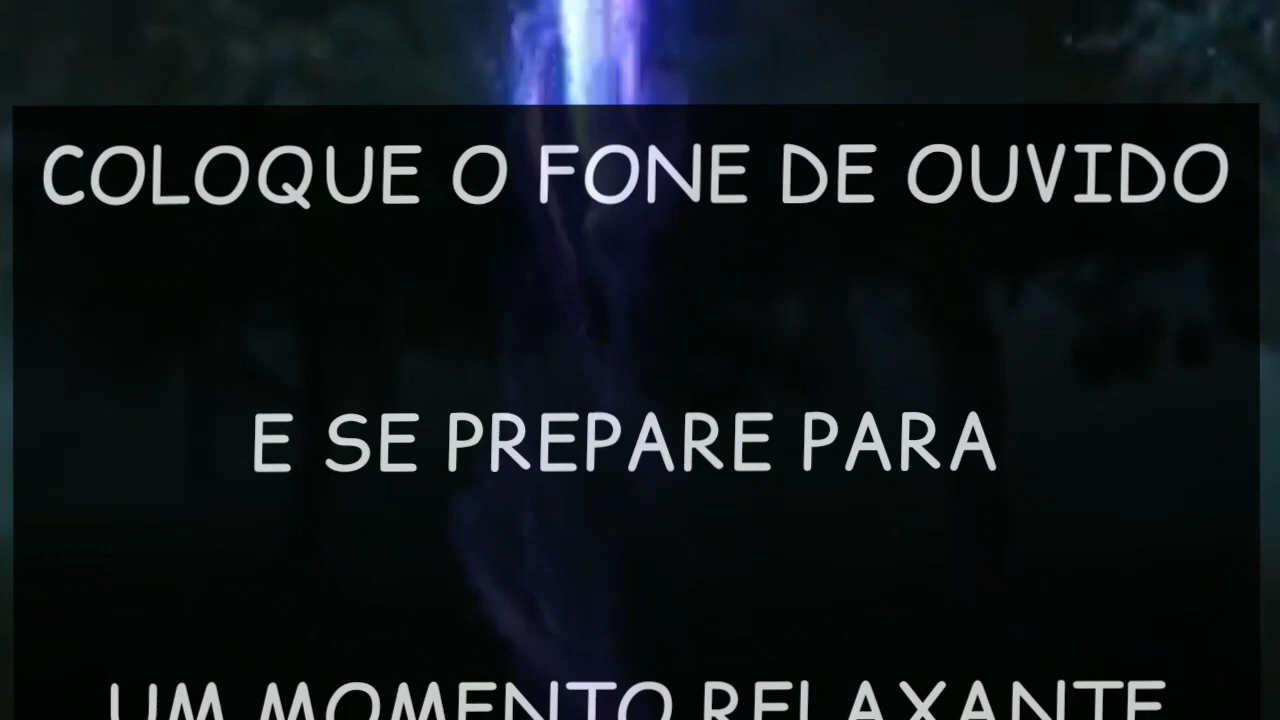 COLOQUE O FONE DE OUVIDO
E SE PREPARE PARA
UM MOMENTO RELAXANTE